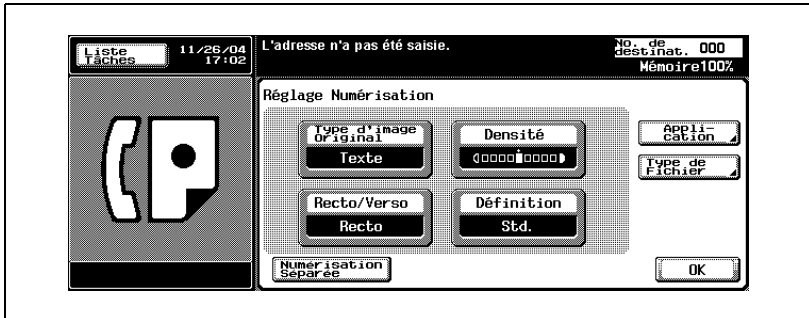 Liste
Tâches
11/26/04
17:02
L'adresse n'a pas été saisie.
No. de
destinat. 000
Mémoire100%
Réglage Numérisation
Type d'image
Original
Texte
Densité
Appli-
cation
Type de
Fichier
Recto/Verso
Recto
Définition
Std.
Numérisation
Séparée
OK